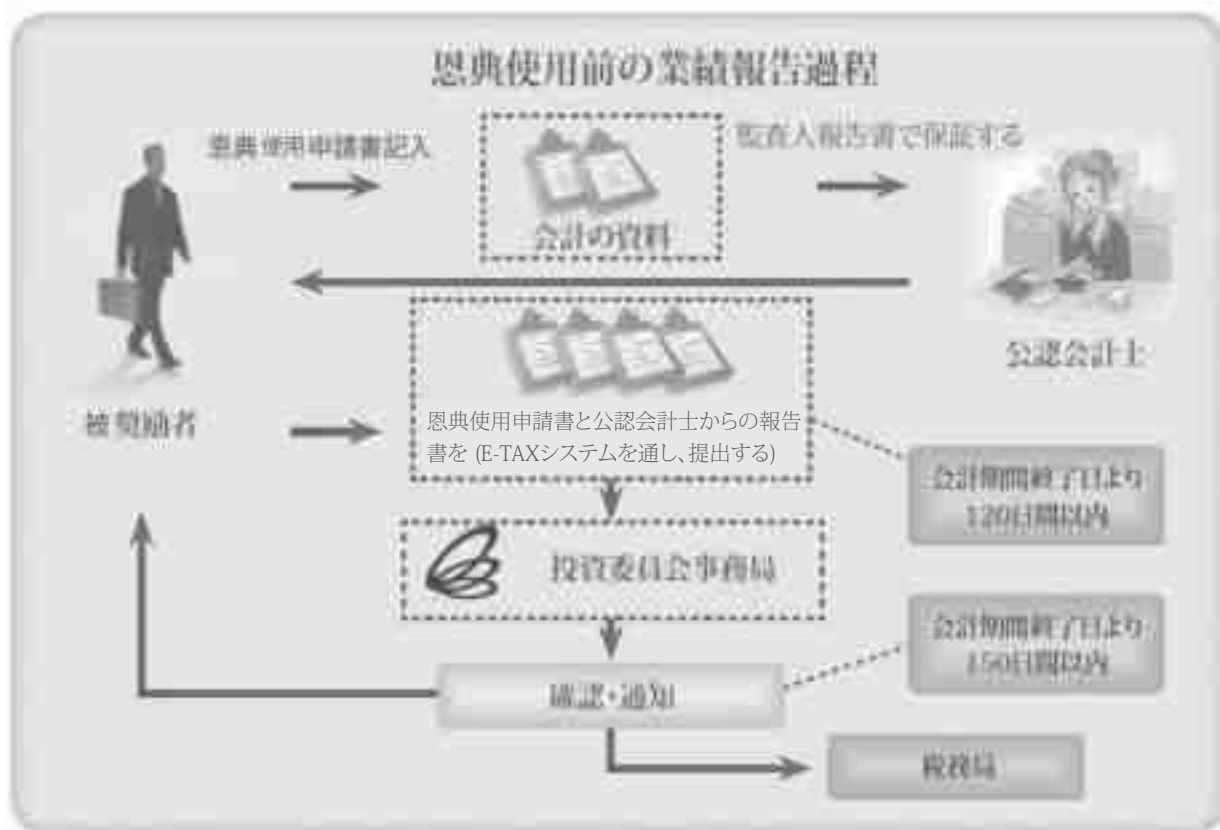 恩典使用前の業績報告過程
恩典使用申請書記入
監査人報告書で保証する
会計の資料
公認会計士
被奨励者
恩典使用申請書と公認会計士からの報告
書を (E-TAXシステムを通し、提出する)
会計期間終了日より
120日間以内
投資委員会事務局
会計期間終了日より
150日間以内
確認・通知
税務局